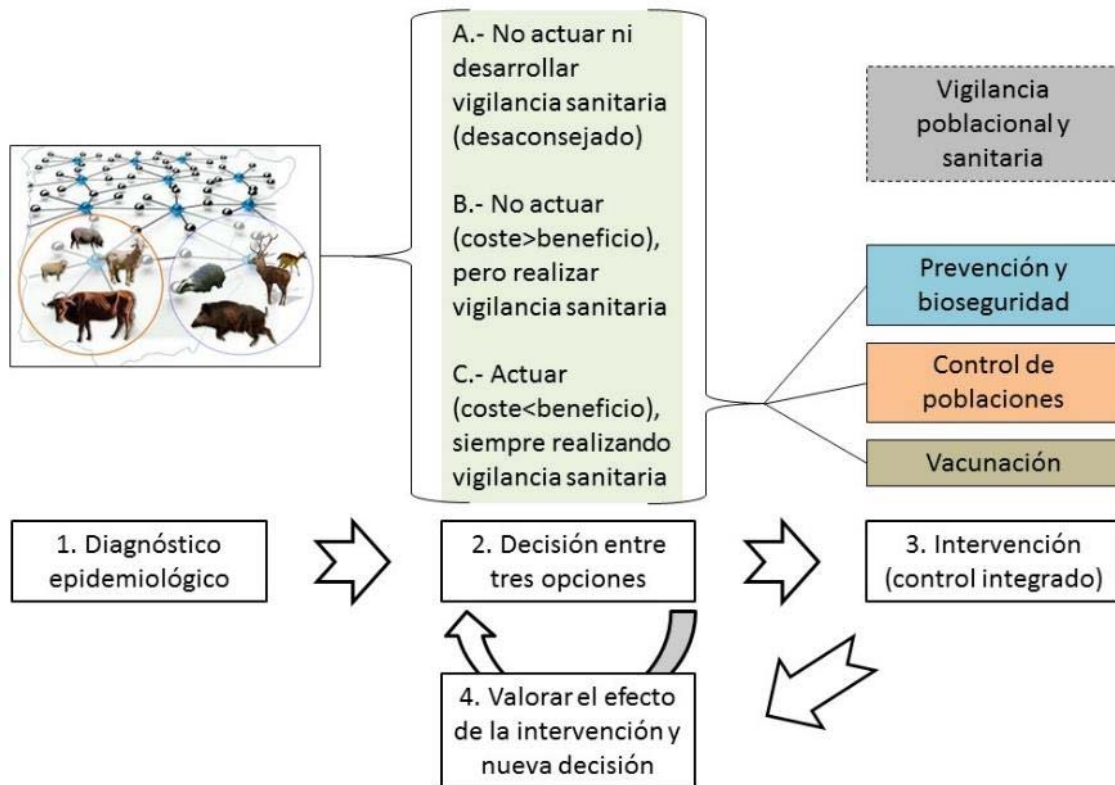 A.- No actuar ni
desarrollar
vigilancia sanitaria
(desaconsejado)
B.- No actuar
(coste>beneficio),
pero realizar
vigilancia sanitaria
C.- Actuar
(coste<beneficio),
siempre realizando
vigilancia sanitaria
Vigilancia
poblacional y
sanitaria
Prevención y
bioseguridad
Control de
poblaciones
Vacunación
1. Diagnóstico
epidemiológico
2. Decisión entre
tres opciones
3. Intervención
(control integrado)
4. Valorar el efecto
de la intervención y
nueva decisión